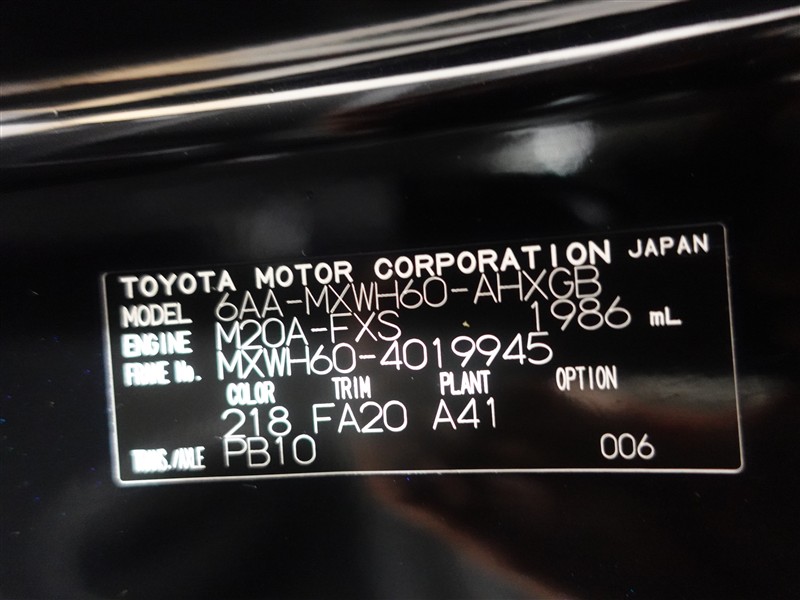 TOYOTA MOTOR CORPORATION JAPAN
MODEL 6AA-MXWH60-AHXGB
ENGINE M20A-FXS 1986 mL
FRAME No. MXWH60-4019945
COLOR TRIM PLANT OPTION
218 FA20 A41
TRANS./AXLE PB10 006